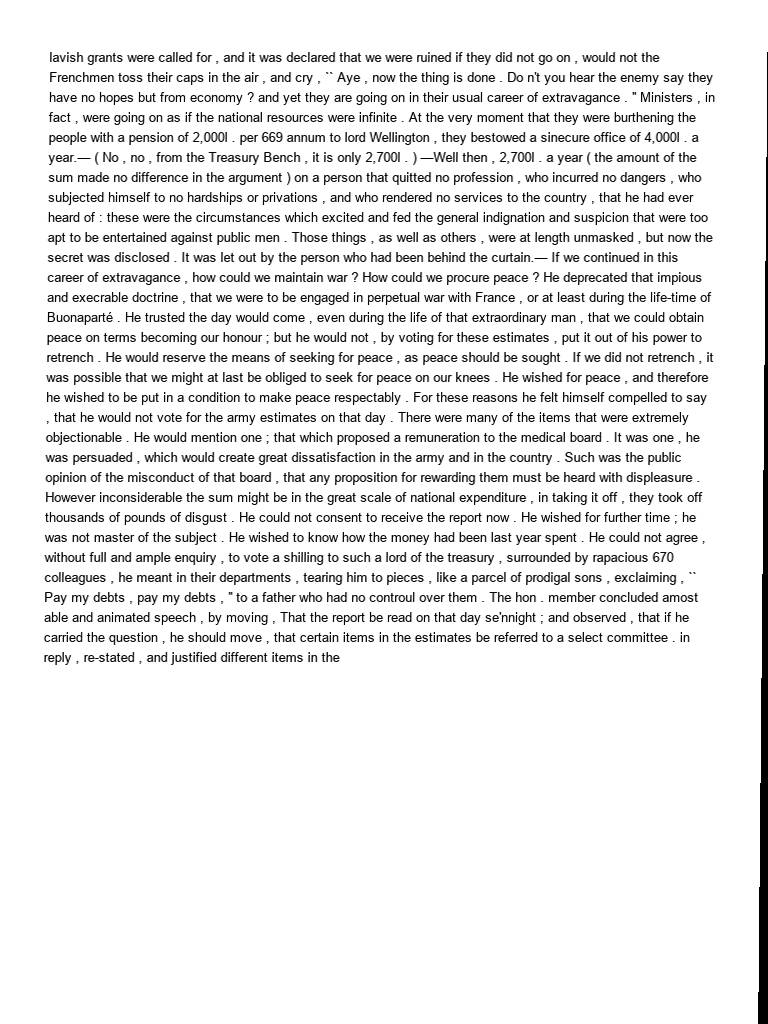 lavish grants were called for , and it was declared that we were ruined if they did not go on , would not the
Frenchmen toss their caps in the air , and cry , `` Aye , now the thing is done . Do n't you hear the enemy say they
have no hopes but from economy ? and yet they are going on in their usual career of extravagance . '' Ministers , in
fact , were going on as if the national resources were infinite . At the very moment that they were burthening the
people with a pension of 2,000l . per 669 annum to lord Wellington , they bestowed a sinecure office of 4,000l . a
year.— ( No , no , from the Treasury Bench , it is only 2,700l . ) —Well then , 2,700l . a year ( the amount of the
sum made no difference in the argument ) on a person that quitted no profession , who incurred no dangers , who
subjected himself to no hardships or privations , and who rendered no services to the country , that he had ever
heard of : these were the circumstances which excited and fed the general indignation and suspicion that were too
apt to be entertained against public men . Those things , as well as others , were at length unmasked , but now the
secret was disclosed . It was let out by the person who had been behind the curtain.— If we continued in this
career of extravagance , how could we maintain war ? How could we procure peace ? He deprecated that impious
and execrable doctrine , that we were to be engaged in perpetual war with France , or at least during the life-time of
Buonaparté . He trusted the day would come , even during the life of that extraordinary man , that we could obtain
peace on terms becoming our honour ; but he would not , by voting for these estimates , put it out of his power to
retrench . He would reserve the means of seeking for peace , as peace should be sought . If we did not retrench , it
was possible that we might at last be obliged to seek for peace on our knees . He wished for peace , and therefore
he wished to be put in a condition to make peace respectably . For these reasons he felt himself compelled to say
, that he would not vote for the army estimates on that day . There were many of the items that were extremely
objectionable . He would mention one ; that which proposed a remuneration to the medical board . It was one , he
was persuaded , which would create great dissatisfaction in the army and in the country . Such was the public
opinion of the misconduct of that board , that any proposition for rewarding them must be heard with displeasure .
However inconsiderable the sum might be in the great scale of national expenditure , in taking it off , they took off
thousands of pounds of disgust . He could not consent to receive the report now . He wished for further time ; he
was not master of the subject . He wished to know how the money had been last year spent . He could not agree ,
without full and ample enquiry , to vote a shilling to such a lord of the treasury , surrounded by rapacious 670
colleagues , he meant in their departments , tearing him to pieces , like a parcel of prodigal sons , exclaiming , ``
Pay my debts , pay my debts , '' to a father who had no controul over them . The hon . member concluded amost
able and animated speech , by moving , That the report be read on that day se'nnight ; and observed , that if he
carried the question , he should move , that certain items in the estimates be referred to a select committee . in
reply , re-stated , and justified different items in the